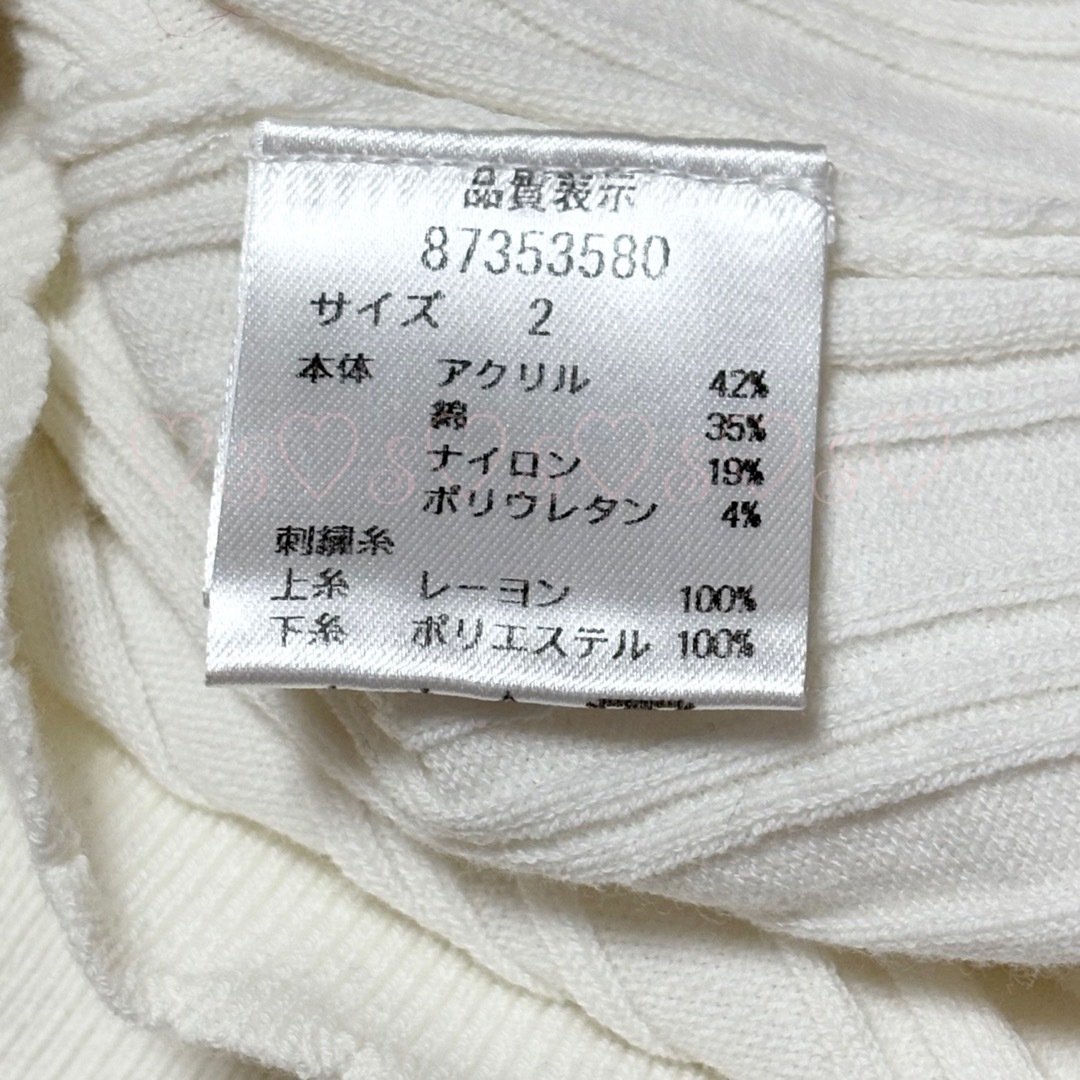 品質表示
87353580
サイズ 2
本体 アクリル 42%
綿 35%
ナイロン 19%
ポリウレタン 4%
刺繍糸
上糸 レーヨン 100%
下糸 ポリエステル 100%